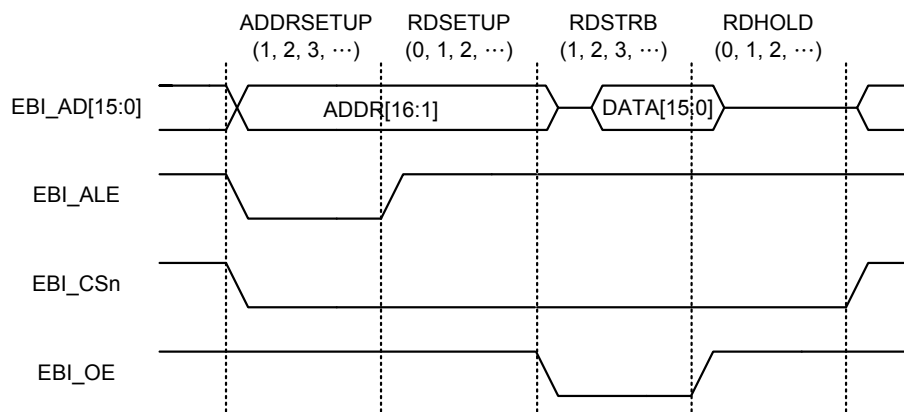 ADDRSETUP RDSETUP RDSTRB RDHOLD
(1, 2, 3, ⋯) (0, 1, 2, ⋯) (1, 2, 3, ⋯) (0, 1, 2, ⋯)
EBI_AD[15:0] ADDR[16:1] DATA[15:0]
EBI_ALE
EBI_CSn
EBI_OE